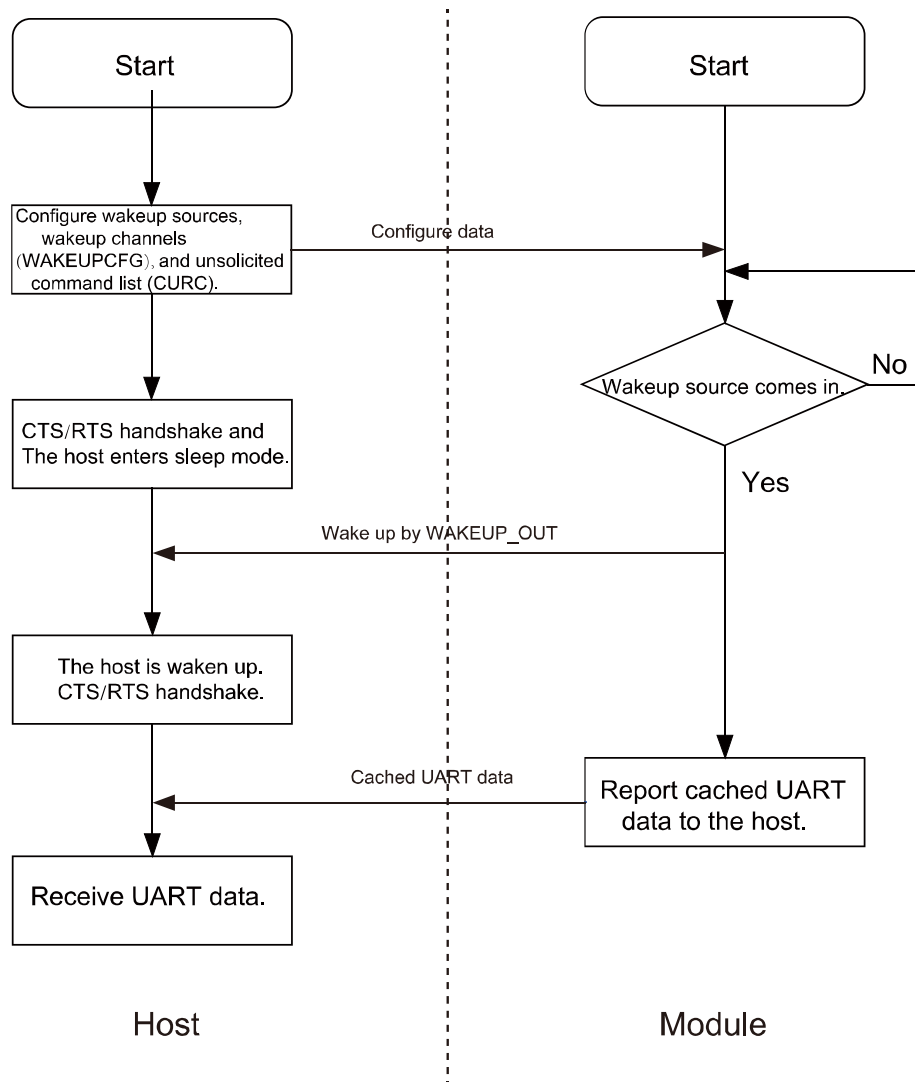 Start
Start
Configure wakeup sources,
wakeup channels
(WAKEUPCFG), and unsolicited
command list (CURC).
Configure data
Wakeup source comes in.
No
CTS/RTS handshake and
The host enters sleep mode.
Yes
Wake up by WAKEUP_OUT
The host is waken up.
CTS/RTS handshake.
Cached UART data
Report cached UART
data to the host.
Receive UART data.
Host
Module